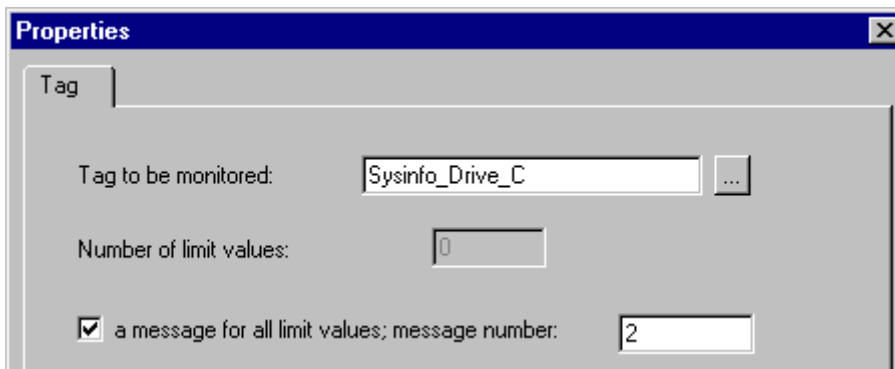 Properties
Tag
Tag to be monitored: Sysinfo_Drive_C ...
Number of limit values: 0
a message for all limit values; message number: 2